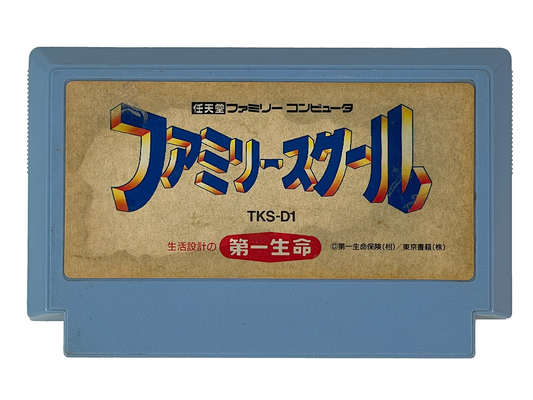 任天堂 ファミリー コンピュータ
ファミリースクール
TKS-D1
生活設計の 第一生命 ©第一生命保険(相)/東京書籍(株)